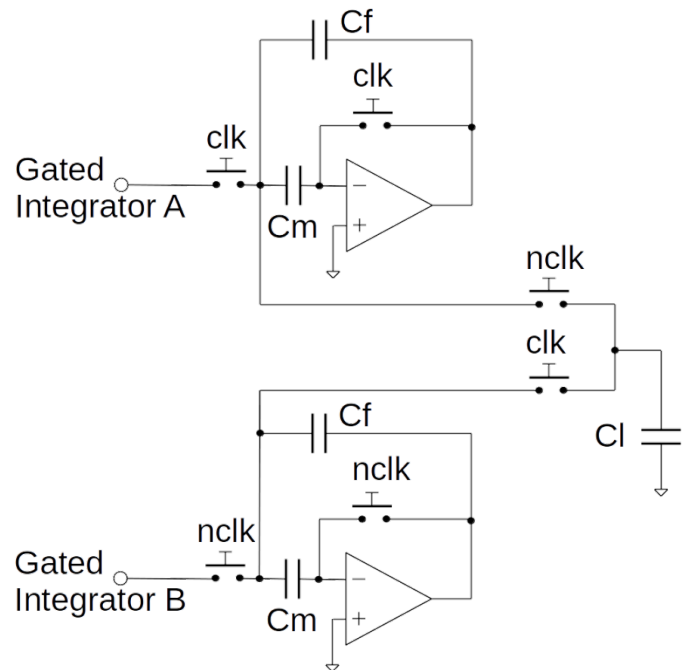 Cf
clk
clk
Gated
Integrator A
Cm
−
+
nclk
clk
Cf
Cl
nclk
nclk
Gated
Integrator B
Cm
−
+